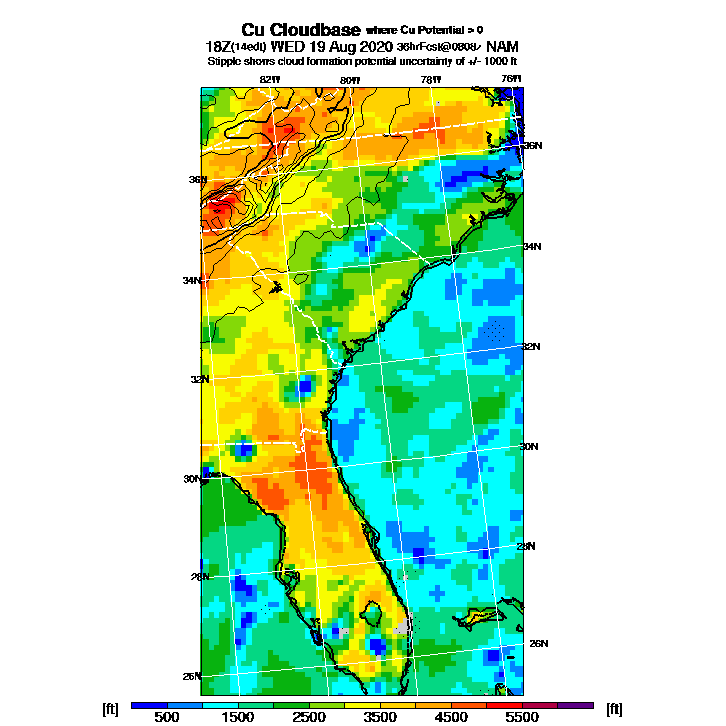 Cu Cloudbase where Cu Potential > 0
18Z(14edt) WED 19 Aug 2020 36hrFcst@0808z NAM
Stipple shows cloud formation potential uncertainty of +/- 1000 ft
82W 80W 78W 76W
36N
36N
34N
34N
32N
32N
30N
30N
28N
28N
26N
26N
[ft] 500 1500 2500 3500 4500 5500 [ft]